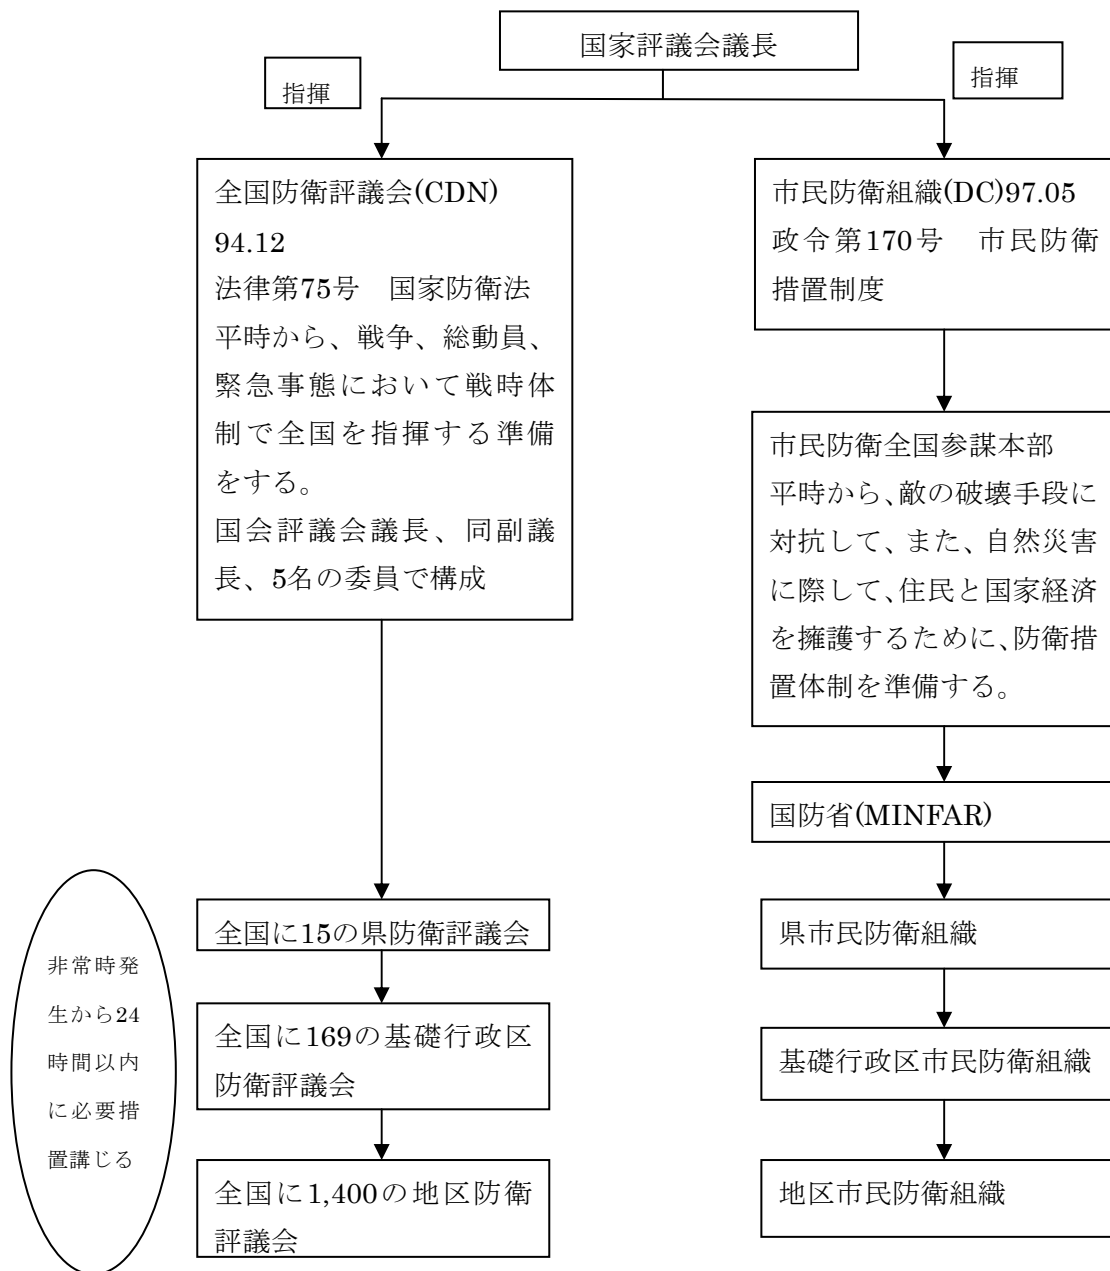 国家評議会議長
指揮
指揮
全国防衛評議会(CDN)
94.12
法律第75号　国家防衛法
平時から、戦争、総動員、
緊急事態において戦時体
制で全国を指揮する準備
をする。
国会評議会議長、同副議
長、5名の委員で構成
市民防衛組織(DC)97.05
政令第170号　市民防衛
措置制度
市民防衛全国参謀本部
平時から、敵の破壊手段に
対抗して、また、自然災害
に際して、住民と国家経済
を擁護するために、防衛措
置体制を準備する。
国防省(MINFAR)
非常時発
生から24
時間以内
に必要措
置講じる
全国に15の県防衛評議会
全国に169の基礎行政区
防衛評議会
全国に1,400の地区防衛
評議会
県市民防衛組織
基礎行政区市民防衛組織
地区市民防衛組織